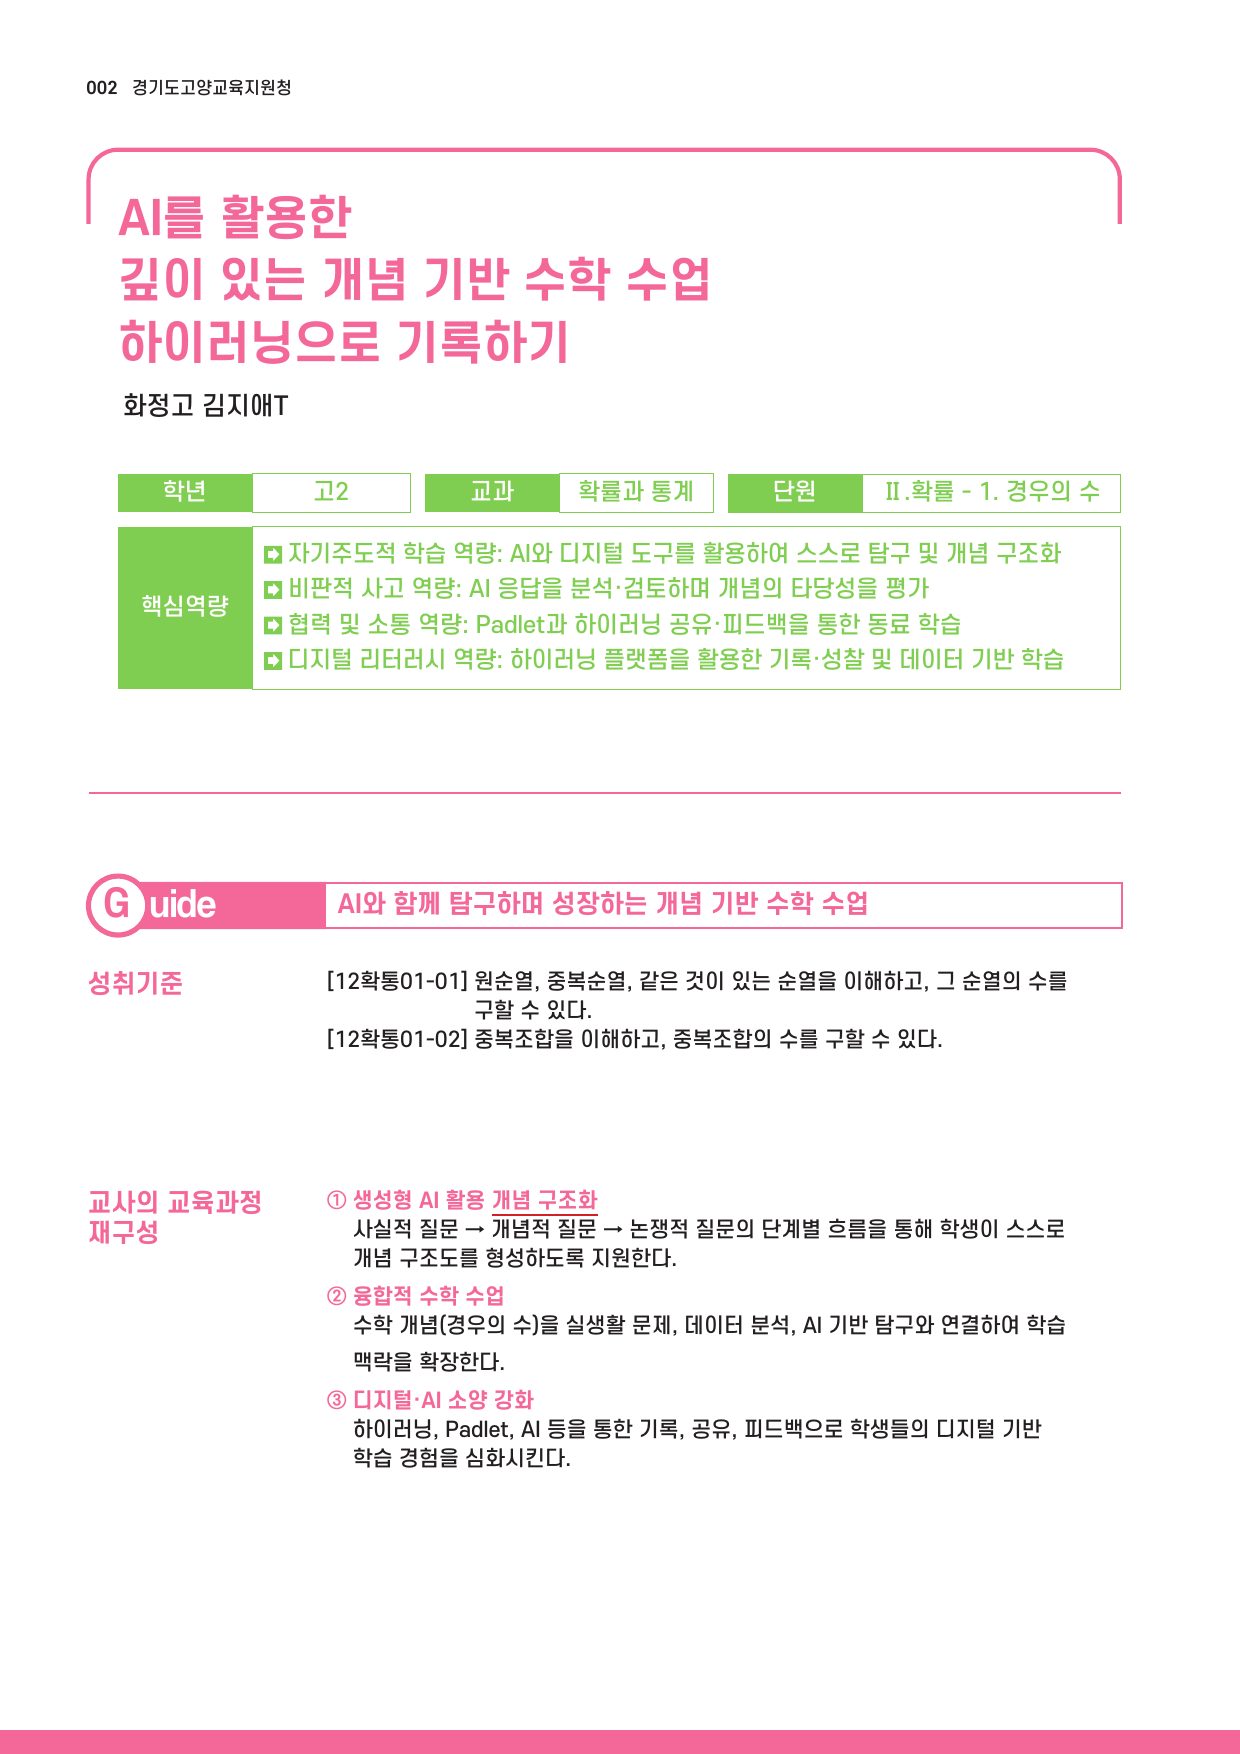 002 경기도고양교육지원청
AI를 활용한
깊이 있는 개념 기반 수학 수업
하이러닝으로 기록하기
화정고 김지애T
학년 고2 교과 확률과 통계 단원 Ⅱ.확률 - 1. 경우의 수
핵심역량
자기주도적 학습 역량: AI와 디지털 도구를 활용하여 스스로 탐구 및 개념 구조화
비판적 사고 역량: AI 응답을 분석·검토하며 개념의 타당성을 평가
협력 및 소통 역량: Padlet과 하이러닝 공유·피드백을 통한 동료 학습
디지털 리터러시 역량: 하이러닝 플랫폼을 활용한 기록·성찰 및 데이터 기반 학습
Guide AI와 함께 탐구하며 성장하는 개념 기반 수학 수업
성취기준
[12확통01-01] 원순열, 중복순열, 같은 것이 있는 순열을 이해하고, 그 순열의 수를
구할 수 있다.
[12확통01-02] 중복조합을 이해하고, 중복조합의 수를 구할 수 있다.
교사의 교육과정
재구성
① 생성형 AI 활용 개념 구조화
사실적 질문 → 개념적 질문 → 논쟁적 질문의 단계별 흐름을 통해 학생이 스스로
개념 구조도를 형성하도록 지원한다.
② 융합적 수학 수업
수학 개념(경우의 수)을 실생활 문제, 데이터 분석, AI 기반 탐구와 연결하여 학습
맥락을 확장한다.
③ 디지털·AI 소양 강화
하이러닝, Padlet, AI 등을 통한 기록, 공유, 피드백으로 학생들의 디지털 기반
학습 경험을 심화시킨다.